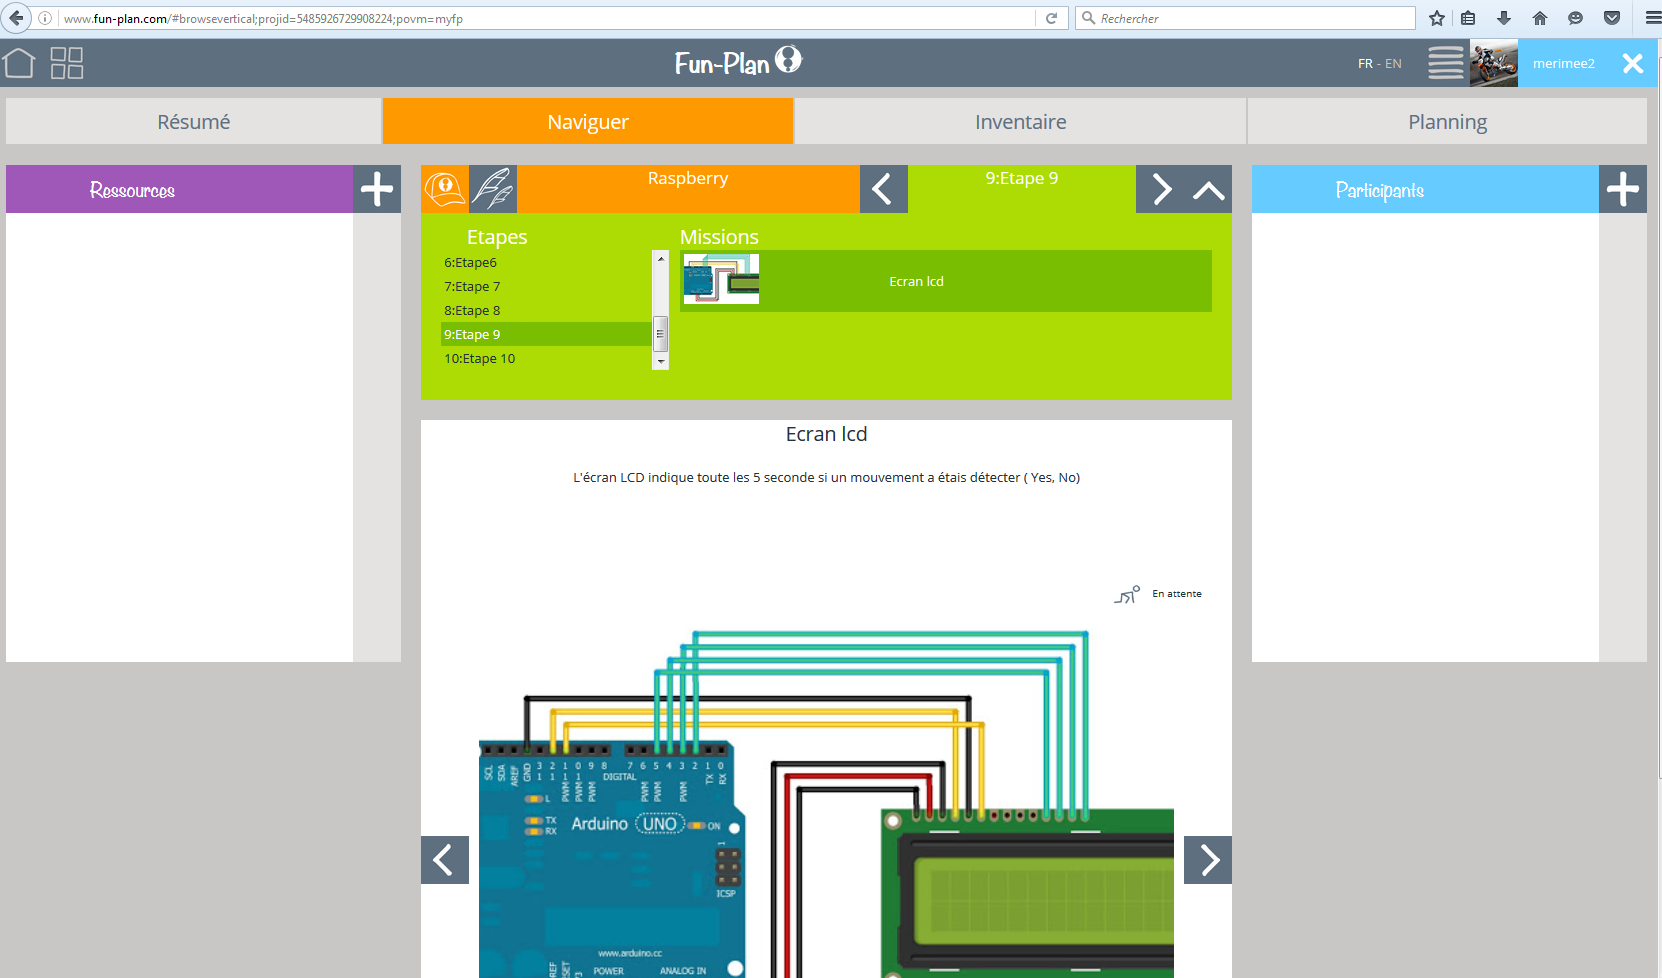 www.fun-plan.com/#browsevertical;projid=5485926729908224;povm=myfp
Rechercher
Fun-Plan
FR - EN
merimee2
Résumé
Naviguer
Inventaire
Planning
Ressources
Raspberry
9:Etape 9
Participants
Etapes
Missions
6:Etape6
7:Etape 7
8:Etape 8
9:Etape 9
10:Etape 10
Ecran lcd
Ecran lcd
L'écran LCD indique toute les 5 seconde si un mouvement a étais détecter ( Yes, No)
En attente
SCL
SDA
AREF
GND
13
12
11
10
9
8
7
6
5
4
3
2
1
0
PWM
PWM
PWM
DIGITAL
PWM
PWM
PWM
TX
RX
L
TX
RX
Arduino
UNO
ON
1
ICSP
www.arduino.cc
POWER
ANALOG IN